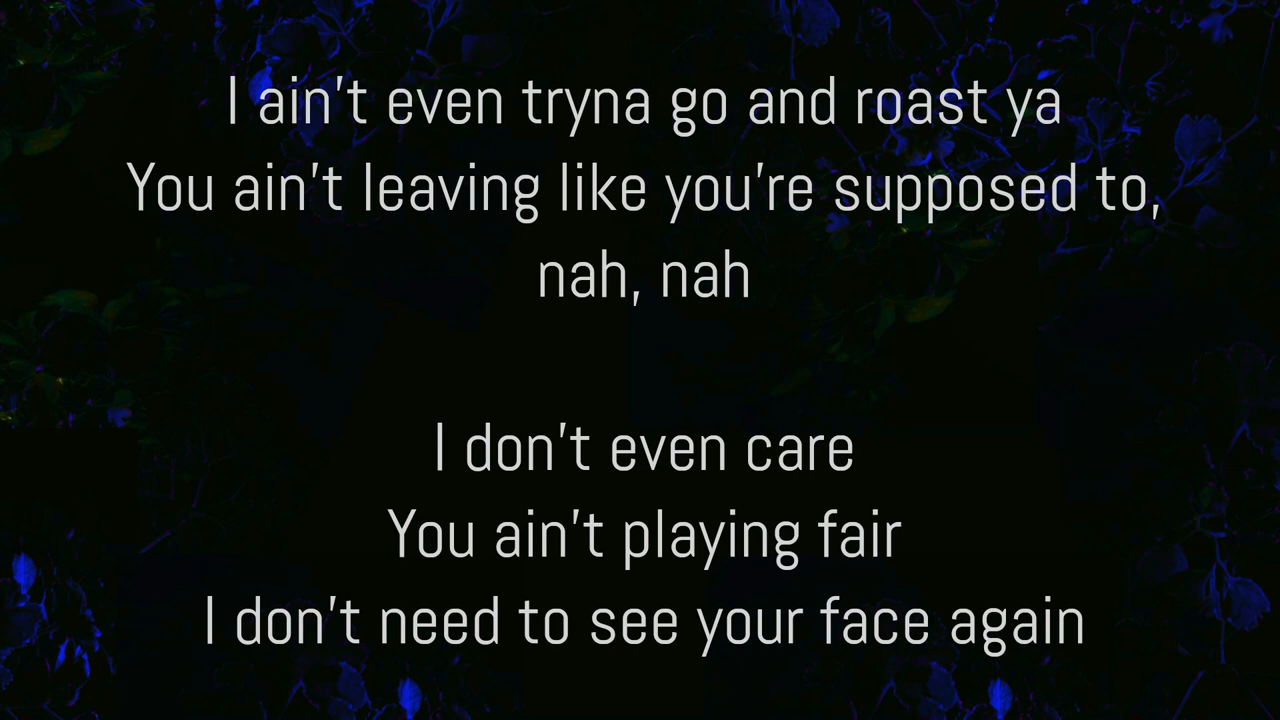 I ain't even tryna go and roast ya
You ain't leaving like you're supposed to,
nah, nah
I don't even care
You ain't playing fair
I don't need to see your face again